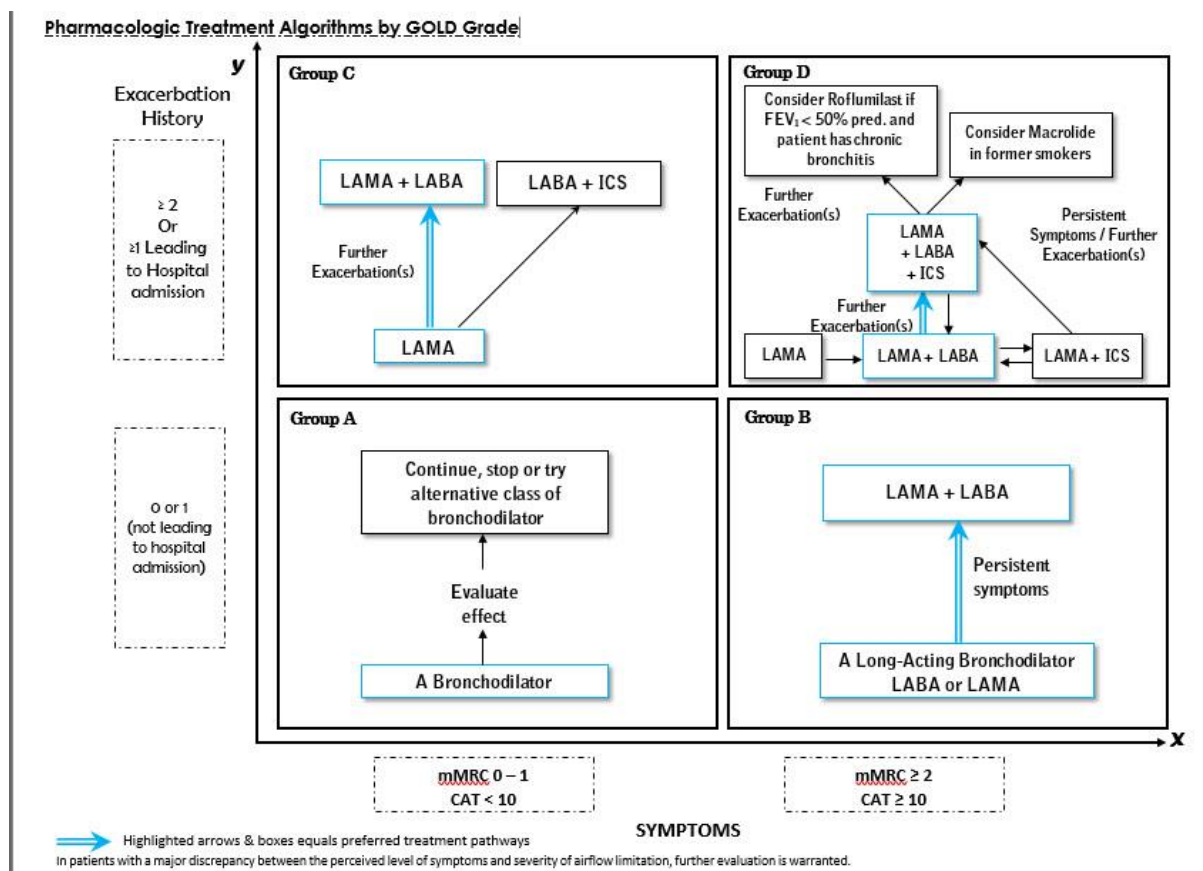 Pharmacologic Treatment Algorithms by GOLD Grade
y
Exacerbation
History
≥ 2
Or
≥1 Leading
to Hospital
admission
0 or 1
(not leading
to hospital
admission)
Group C
LAMA + LABA
LABA + ICS
Further
Exacerbation(s)
LAMA
Group D
Consider Roflumilast if
FEV₁ < 50% pred. and
patient has chronic
bronchitis
Consider Macrolide
in former smokers
Further
Exacerbation(s)
Persistent
Symptoms / Further
Exacerbation(s)
LAMA
+ LABA
+ ICS
Further
Exacerbation(s)
LAMA
LAMA + LABA
LAMA + ICS
Group A
Continue, stop or try
alternative class of
bronchodilator
Evaluate
effect
A Bronchodilator
Group B
LAMA + LABA
Persistent
symptoms
A Long-Acting Bronchodilator
LABA or LAMA
x
mMRC 0 – 1
CAT < 10
mMRC ≥ 2
CAT ≥ 10
SYMPTOMS
Highlighted arrows & boxes equals preferred treatment pathways
In patients with a major discrepancy between the perceived level of symptoms and severity of airflow limitation, further evaluation is warranted.